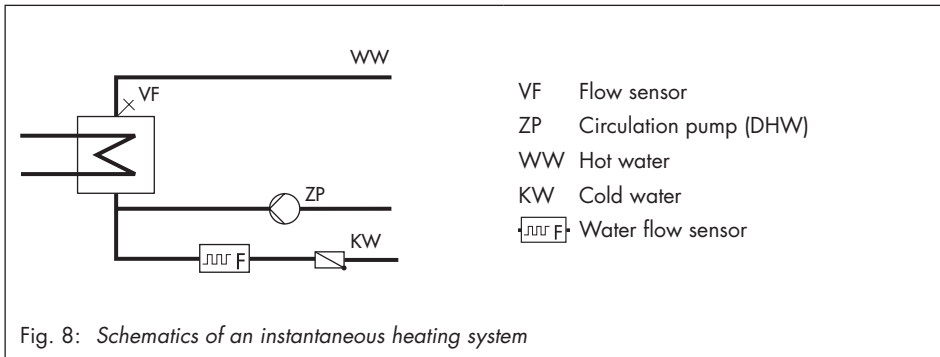 WW
VF
ZP
KW
F
VF Flow sensor
ZP Circulation pump (DHW)
WW Hot water
KW Cold water
F Water flow sensor
Fig. 8: Schematics of an instantaneous heating system